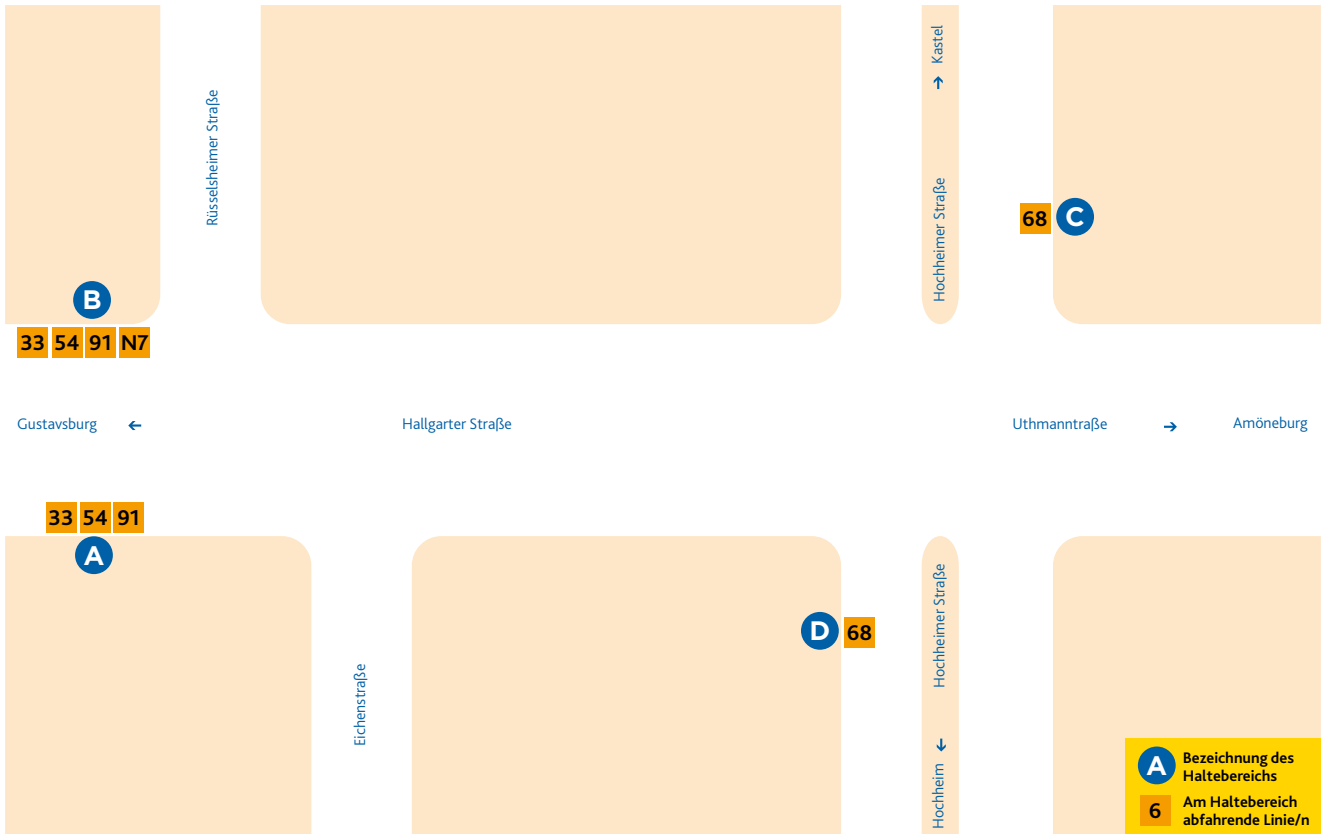 Kastel
Rüsselsheimer Straße
Hochheimer Straße
68 C
B
33 54 91 N7
Gustavsburg ← Hallgarter Straße Uthmanntraße → Amöneburg
33 54 91
A
D 68
Hochheimer Straße
Eichenstraße
Hochheim
A Bezeichnung des
Haltebereichs
6 Am Haltebereich
abfahrende Linie/n